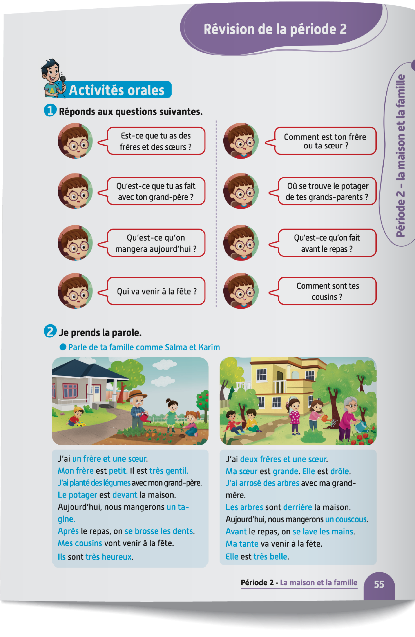 Révision de la période 2
Période 2 - la maison et la famille
Activités orales
1 Réponds aux questions suivantes.
Est-ce que tu as des
frères et des sœurs ?
Comment est ton frère
ou ta sœur ?
Qu'est-ce que tu as fait
avec ton grand-père ?
Où se trouve le potager
de tes grands-parents ?
Qu'est-ce qu'on
mangera aujourd'hui ?
Qu'est-ce qu'on fait
avant le repas ?
Qui va venir à la fête ?
Comment sont tes
cousins ?
2 Je prends la parole.
Parle de ta famille comme Salma et Karim
J'ai un frère et une sœur.
Mon frère est petit. Il est très gentil.
J'ai planté des légumes avec mon grand-père.
Le potager est devant la maison.
Aujourd'hui, nous mangerons un ta-
gine.
Après le repas, on se brosse les dents.
Mes cousins vont venir à la fête.
Ils sont très heureux.
J'ai deux frères et une sœur.
Ma sœur est grande. Elle est drôle.
J'ai arrosé des arbres avec ma grand-
mère.
Les arbres sont derrière la maison.
Aujourd'hui, nous mangerons un couscous.
Avant le repas, on se lave les mains.
Ma tante va venir à la fête.
Elle est très belle.
Période 2 - La maison et la famille
55